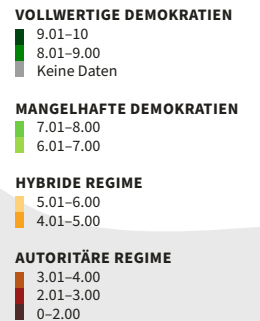 VOLLWERTIGE DEMOKRATIEN
9.01–10
8.01–9.00
Keine Daten
MANGELHAFTE DEMOKRATIEN
7.01–8.00
6.01–7.00
HYBRIDE REGIME
5.01–6.00
4.01–5.00
AUTORITÄRE REGIME
3.01–4.00
2.01–3.00
0–2.00